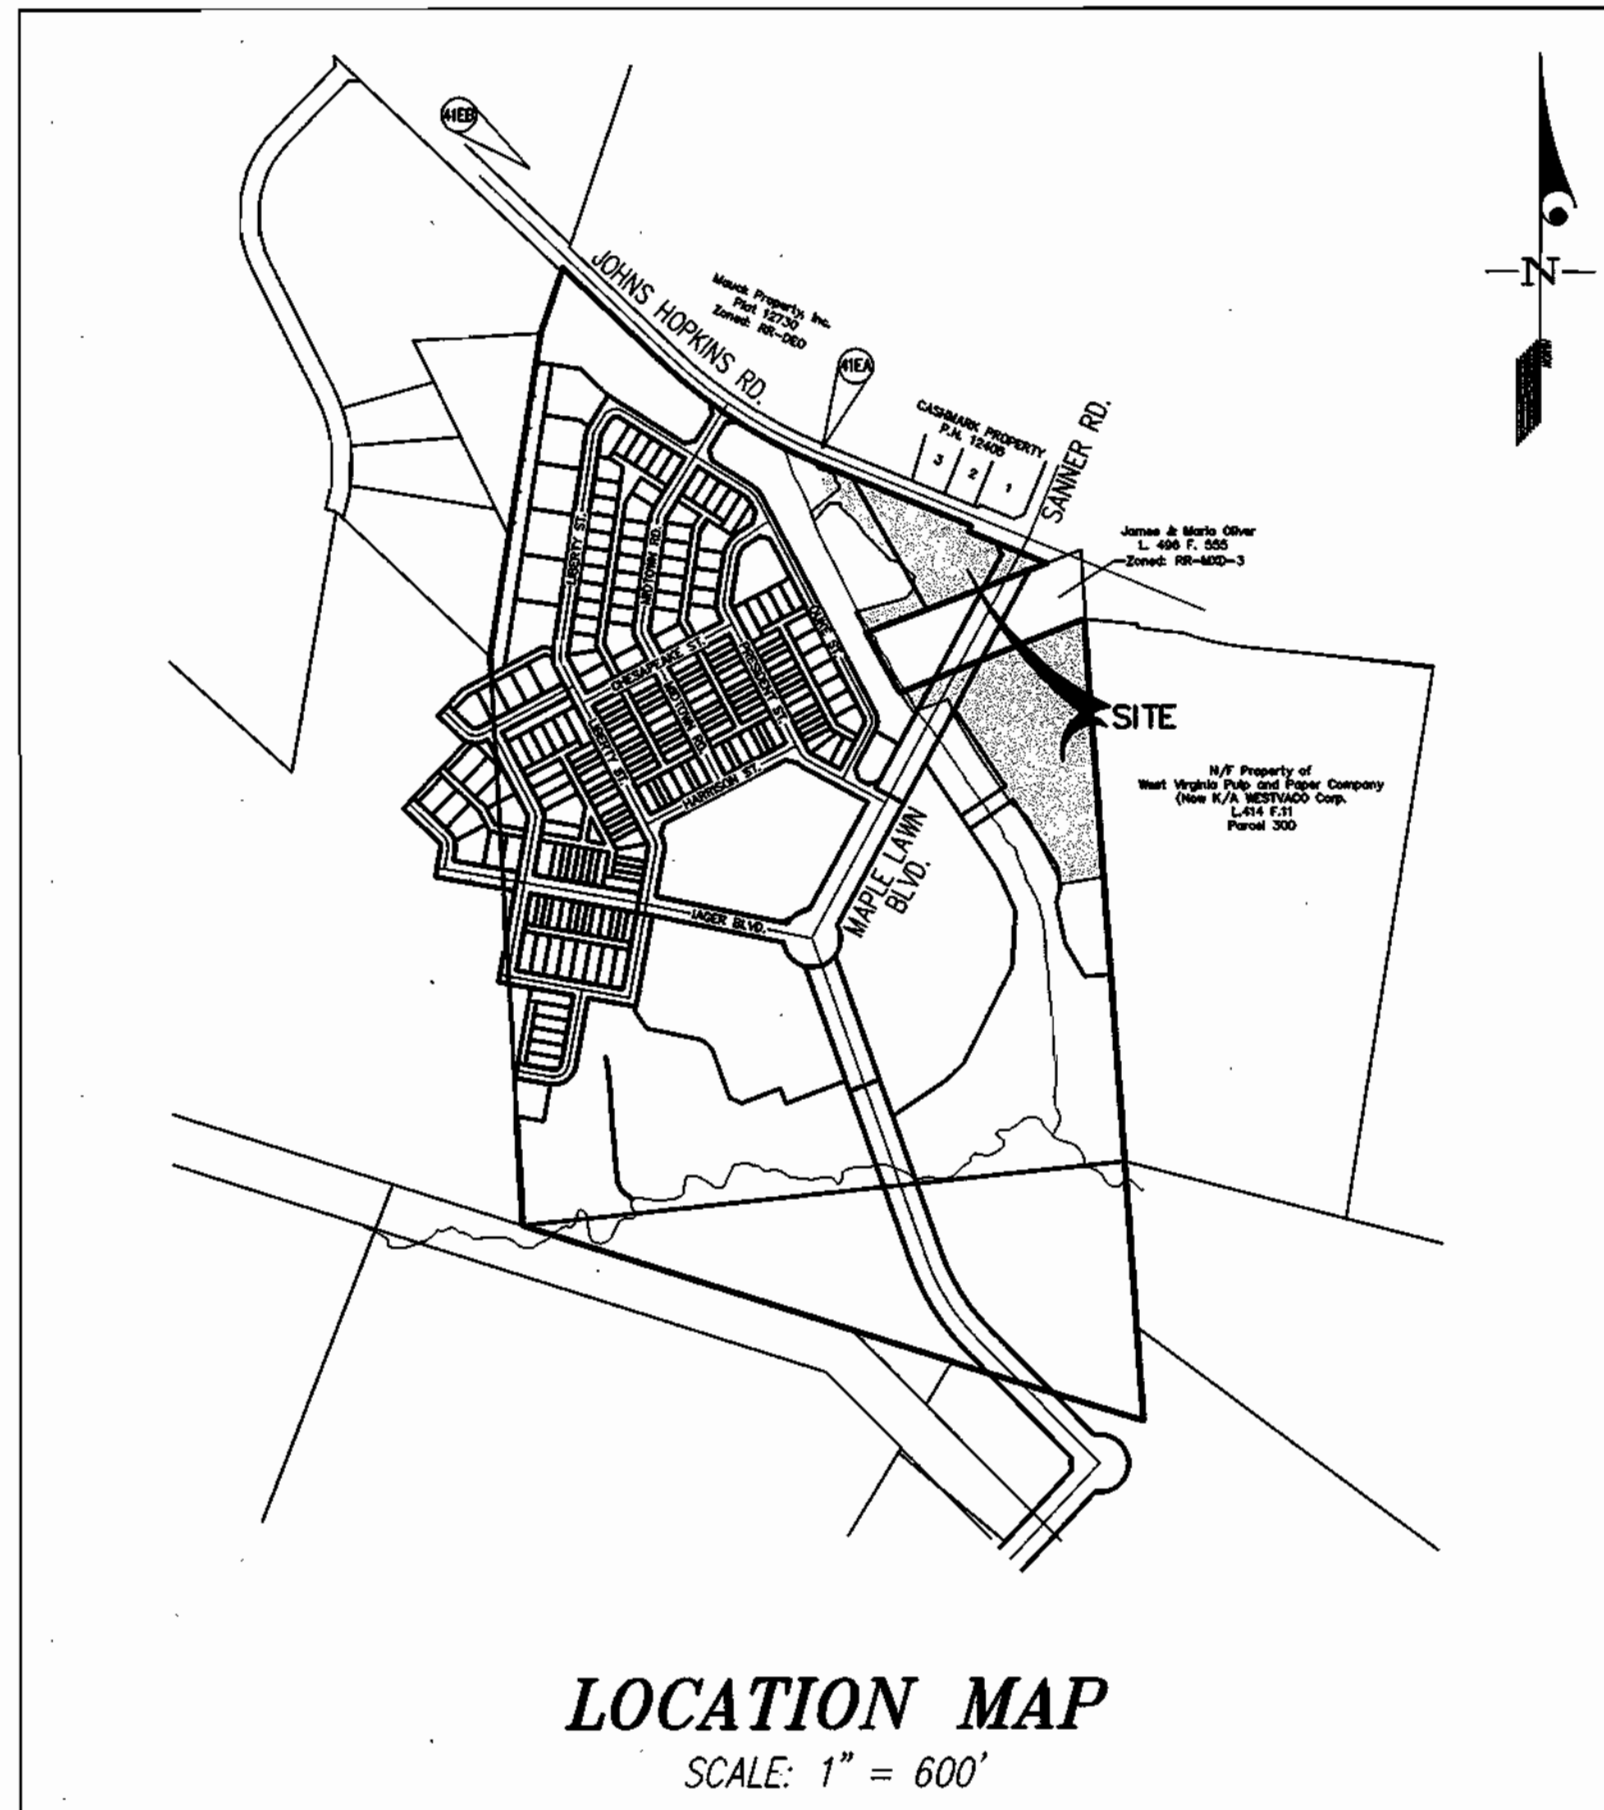 41EB
JOHNS HOPKINS RD.
Mauck Property, Inc.
Plat 12730
Zoned: RR-DEO
41EA
CASHMARK PROPERTY
P.N. 12405
3
2
1
SANNER RD.
N
James & Maria Oliver
L. 496 F. 555
Zoned: RR-MXD-3
LIBERTY ST.
MIDTOWN RD.
DUKE ST.
CHESAPEAKE ST.
PRESIDENT ST.
MIDTOWN RD.
LIBERTY ST.
HARRISON ST.
SITE
N/F Property of
West Virginia Pulp and Paper Company
(Now K/A WESTVACO Corp.
L.414 F.11
Parcel 300
MAPLE LAWN
BLVD.
IAGER BLVD.
LOCATION MAP
SCALE: 1" = 600'